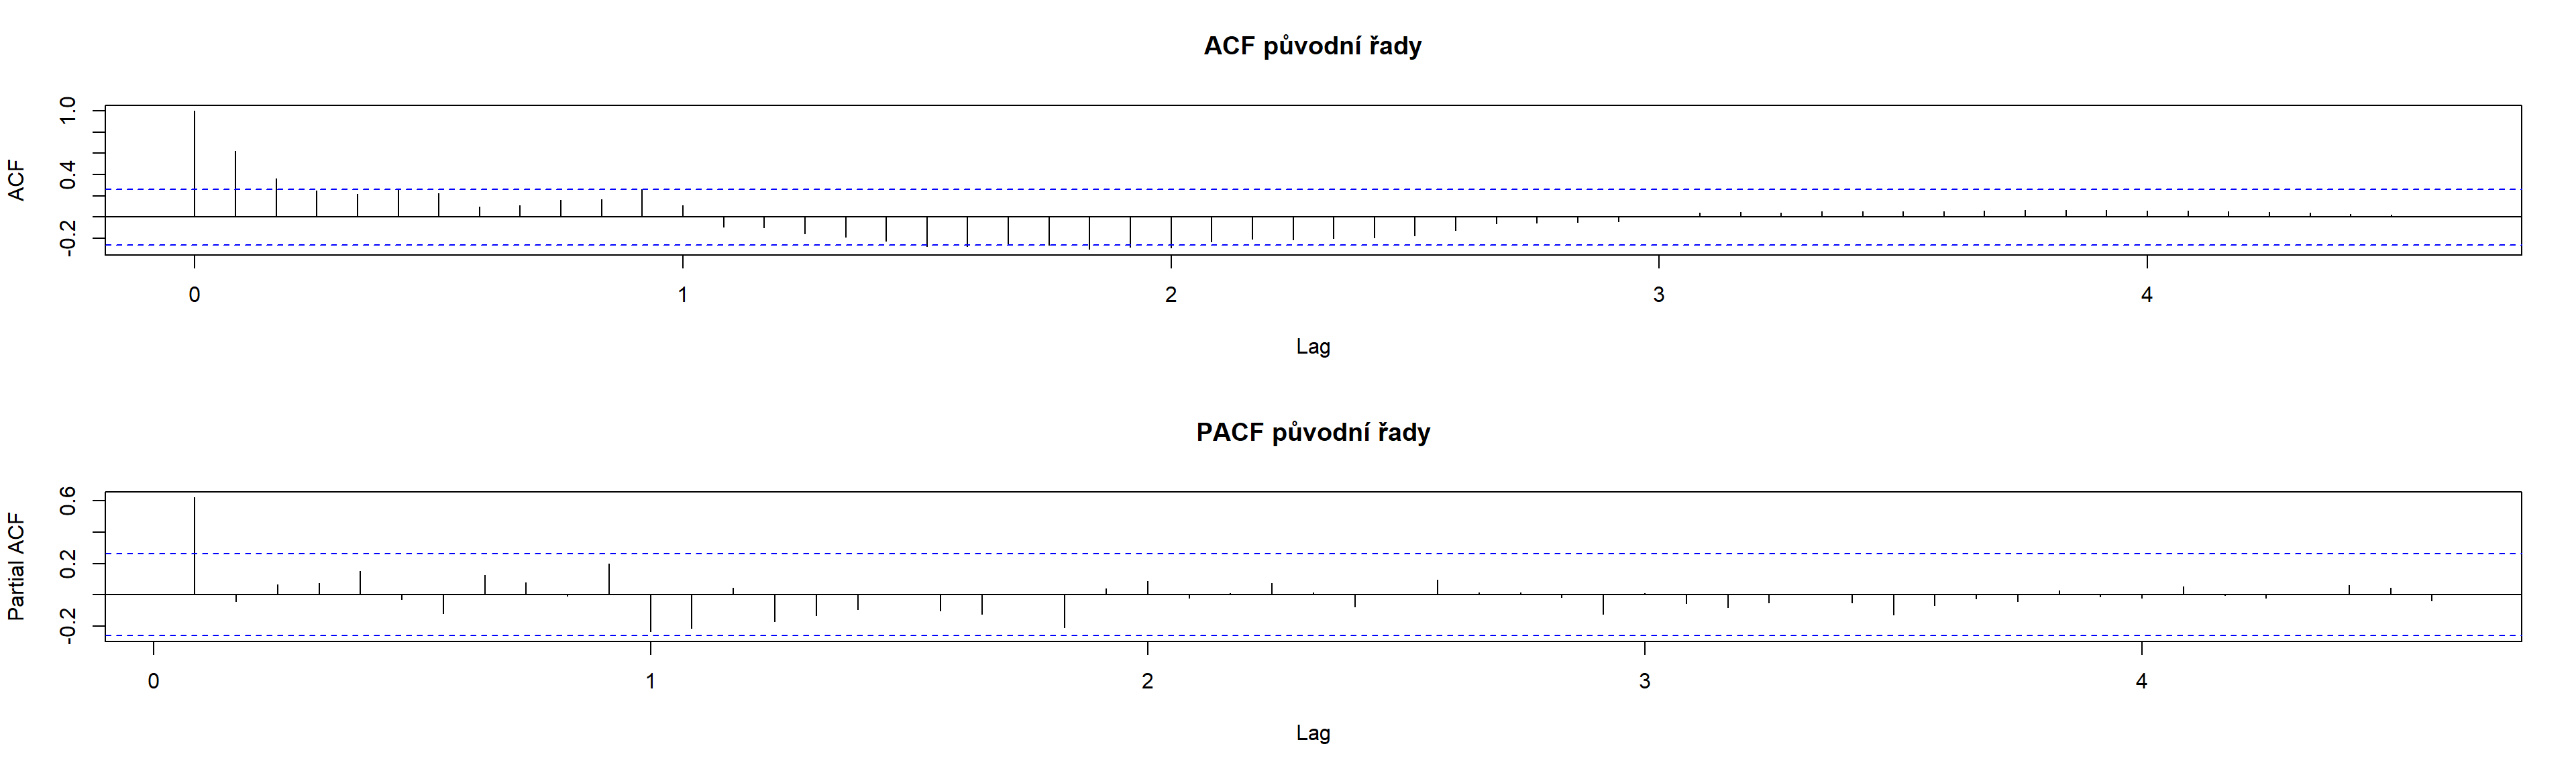 ACF původní řady
ACF
1.0
0.4
-0.2
0 1 2 3 4
Lag
PACF původní řady
Partial ACF
0.6
0.2
-0.2
0 1 2 3 4
Lag